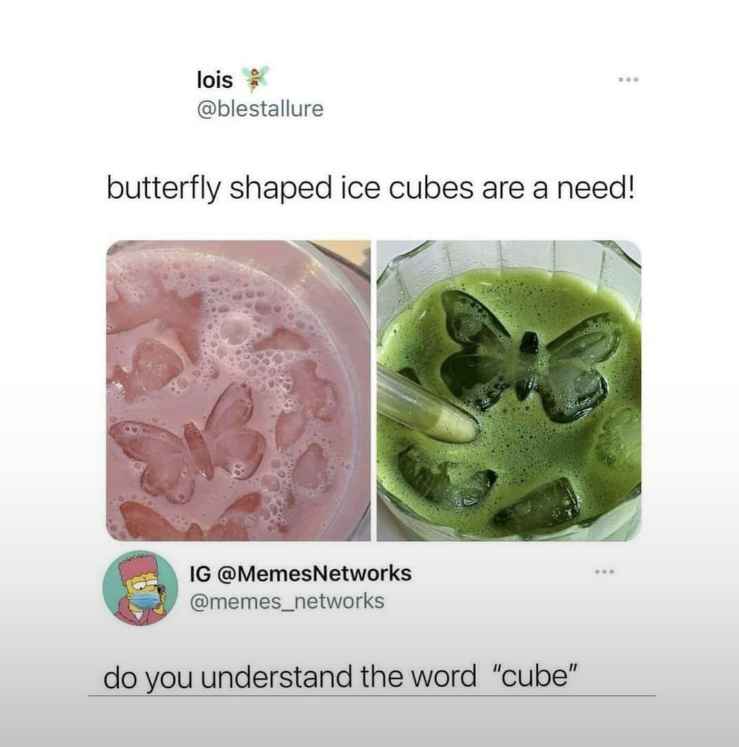 lois 🧚
@blestallure
butterfly shaped ice cubes are a need!
IG @MemesNetworks
@memes_networks
do you understand the word “cube”